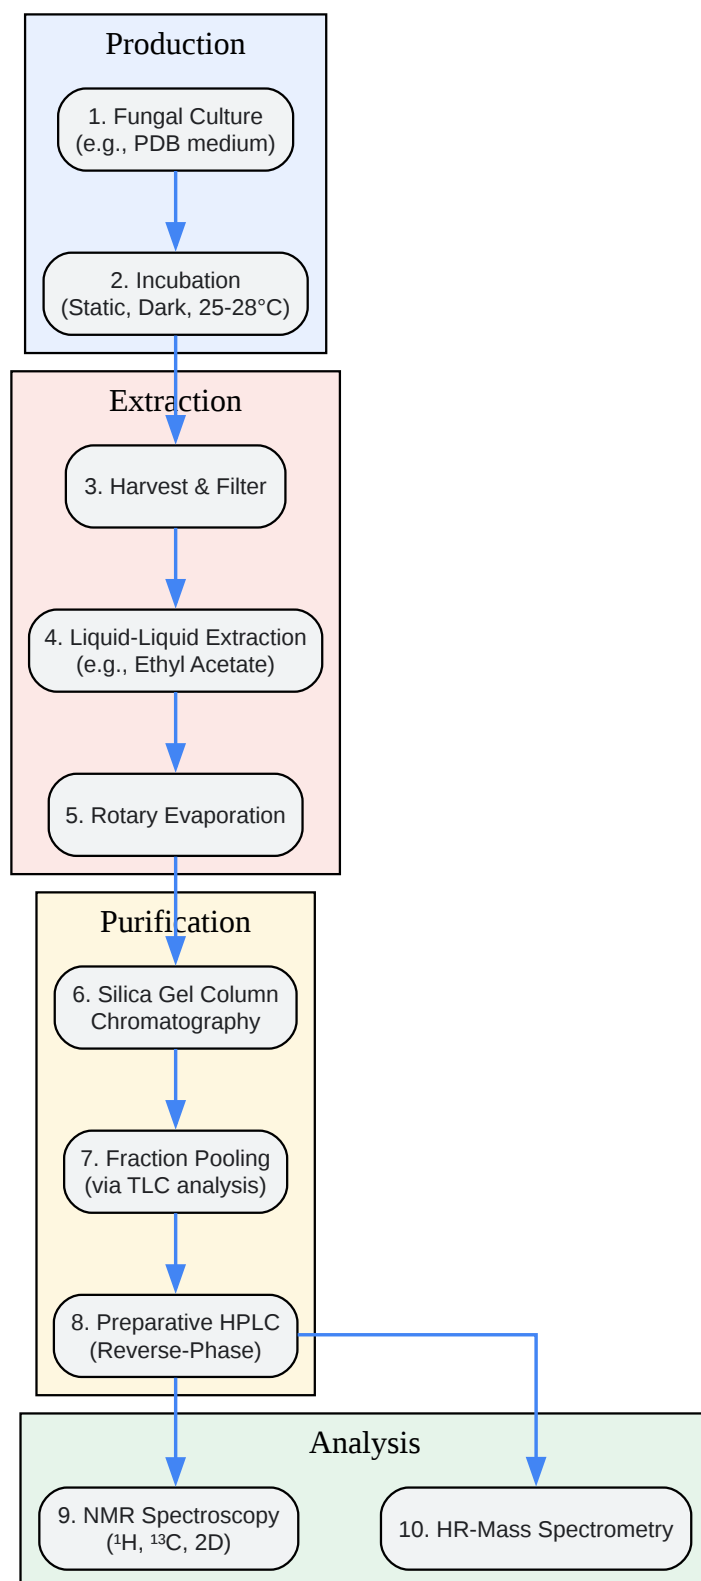 Production
1. Fungal Culture
(e.g., PDB medium)
2. Incubation
(Static, Dark, 25-28°C)
Extraction
3. Harvest & Filter
4. Liquid-Liquid Extraction
(e.g., Ethyl Acetate)
5. Rotary Evaporation
Purification
6. Silica Gel Column
Chromatography
7. Fraction Pooling
(via TLC analysis)
8. Preparative HPLC
(Reverse-Phase)
Analysis
9. NMR Spectroscopy
(¹H, ¹³C, 2D)
10. HR-Mass Spectrometry